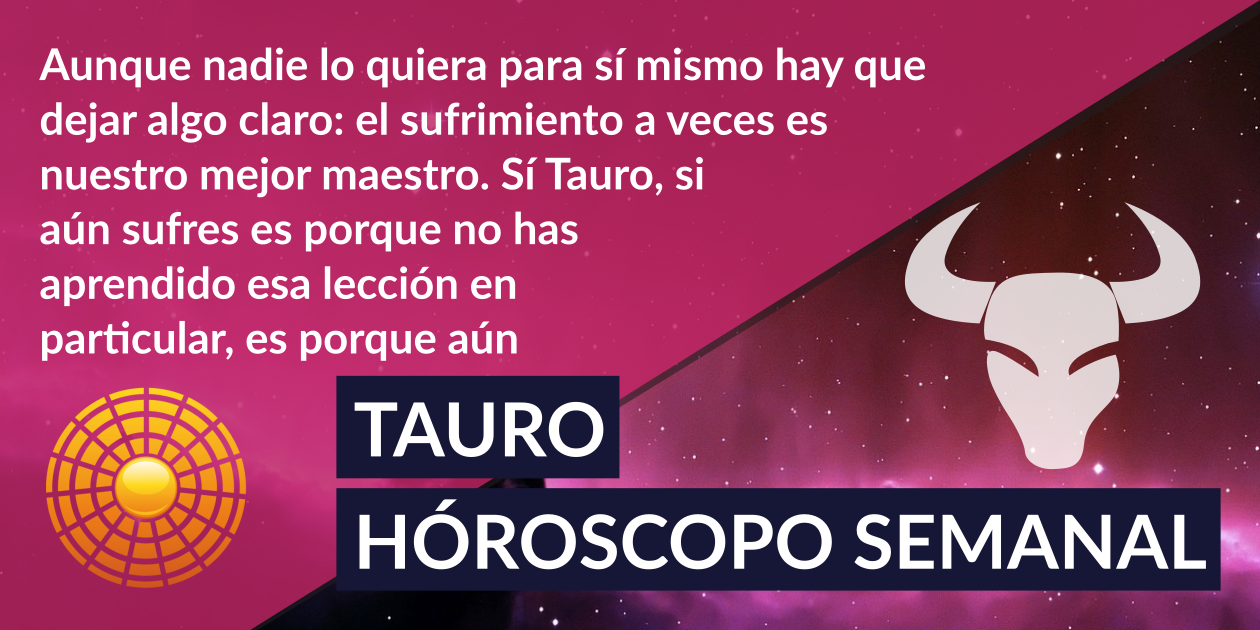 Aunque nadie lo quiera para sí mismo hay que
dejar algo claro: el sufrimiento a veces es
nuestro mejor maestro. Sí Tauro, si
aún sufres es porque no has
aprendido esa lección en
particular, es porque aún
TAURO
HÓROSCOPO SEMANAL